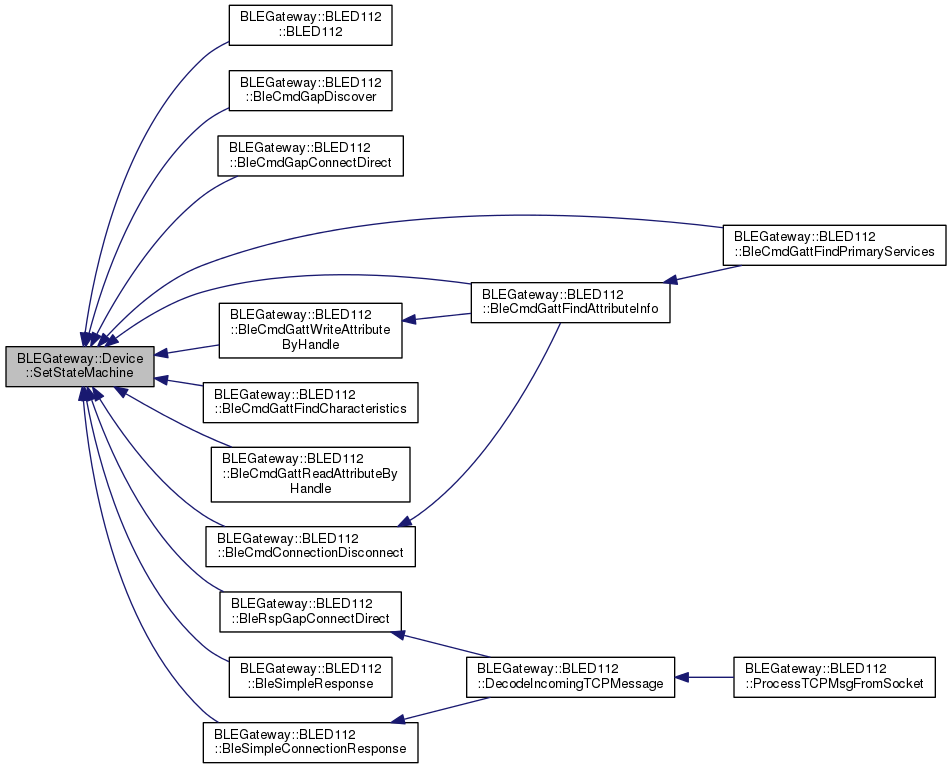 BLEGateway::BLED112
::BLED112
BLEGateway::BLED112
::BleCmdGapDiscover
BLEGateway::BLED112
::BleCmdGapConnectDirect
BLEGateway::BLED112
::BleCmdGattFindPrimaryServices
BLEGateway::BLED112
::BleCmdGattFindAttributeInfo
BLEGateway::BLED112
::BleCmdGattWriteAttribute
ByHandle
BLEGateway::Device
::SetStateMachine
BLEGateway::BLED112
::BleCmdGattFindCharacteristics
BLEGateway::BLED112
::BleCmdGattReadAttributeBy
Handle
BLEGateway::BLED112
::BleCmdConnectionDisconnect
BLEGateway::BLED112
::BleRspGapConnectDirect
BLEGateway::BLED112
::BleSimpleResponse
BLEGateway::BLED112
::DecodeIncomingTCPMessage
BLEGateway::BLED112
::ProcessTCPMsgFromSocket
BLEGateway::BLED112
::BleSimpleConnectionResponse